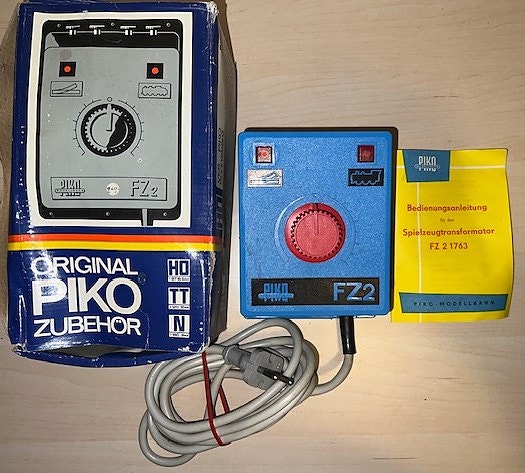 PIKO
FZ2
ORIGINAL
PIKO
ZUBEHÖR
HO
TT
N
PIKO
FZ2
PIKO
Bedienungsanleitung
für den
Spielzeugtransformator
FZ 2 1763
PIKO-MODELLBAHN